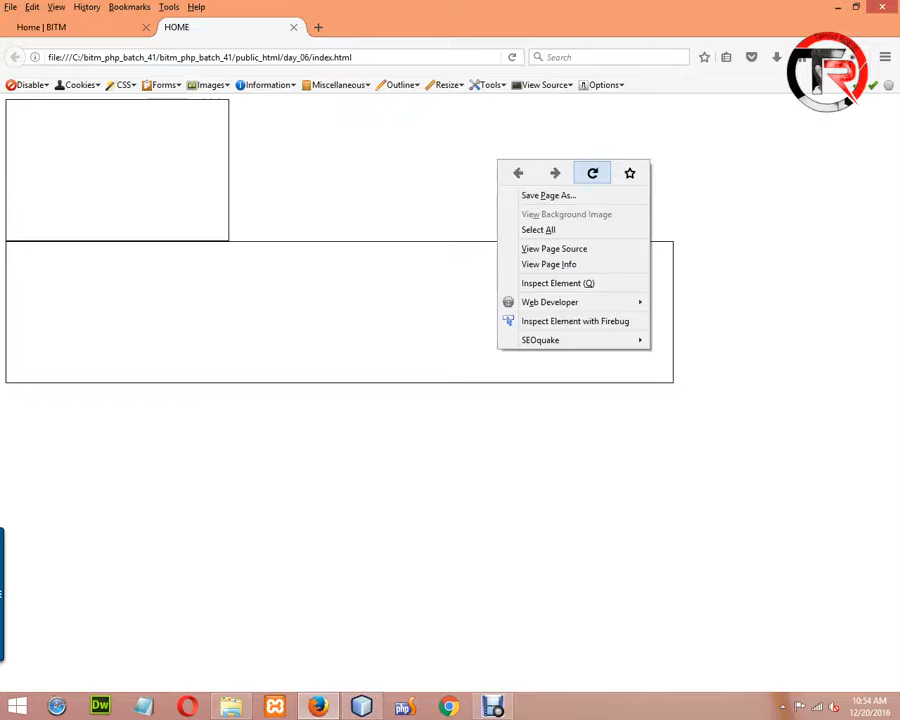 File Edit View History Bookmarks Tools Help
Home | BITM
HOME
file:///C:/bitm_php_batch_41/bitm_php_batch_41/public_html/day_06/index.html
Search
Disable Cookies CSS Forms Images Information Miscellaneous Outline Resize Tools View Source Options
TR
Save Page As...
View Background Image
Select All
View Page Source
View Page Info
Inspect Element (Q)
Web Developer
Inspect Element with Firebug
SEOquake
Dw
php
10:54 AM
12/20/2016